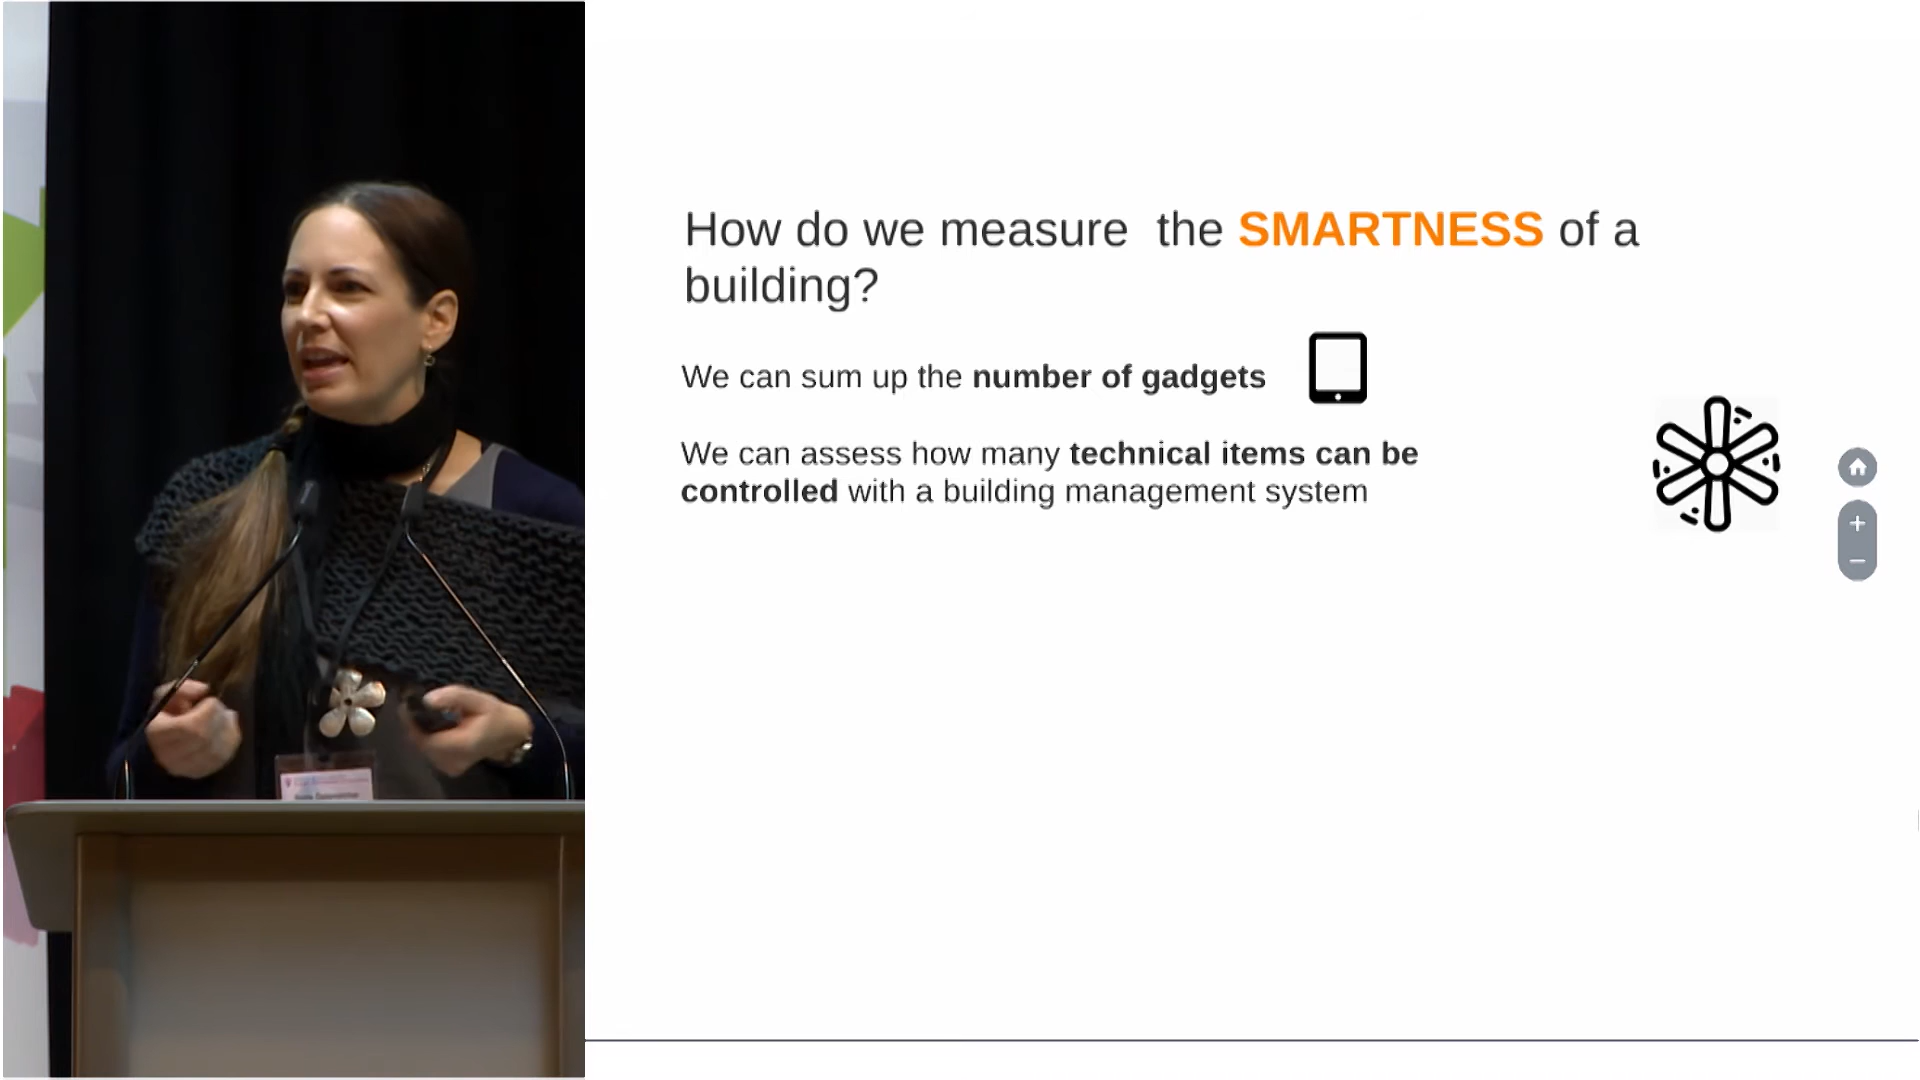 How do we measure  the SMARTNESS of a
building?
We can sum up the number of gadgets
We can assess how many technical items can be
controlled with a building management system